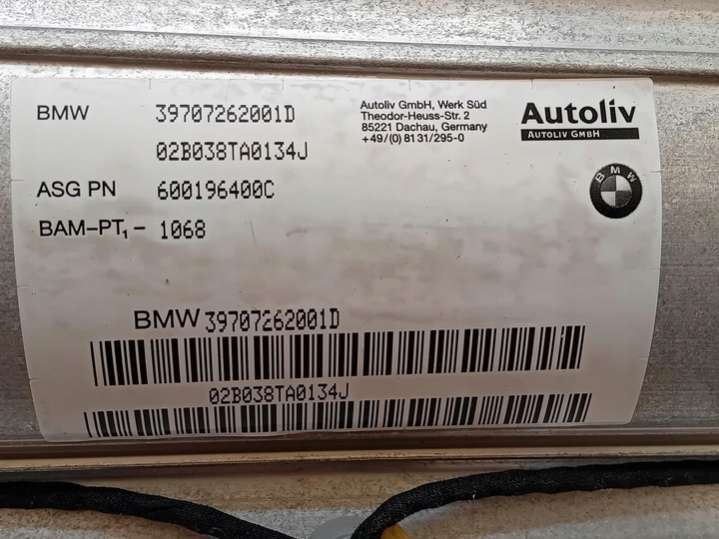 BMW 39707262001D
02B038TA0134J
ASG PN 600196400C
BAM-PT1- 1068
Autoliv GmbH, Werk Süd
Theodor-Heuss-Str. 2
85221 Dachau, Germany
+49/(0) 81 31/295-0
Autoliv
AUTOLIV GMBH
BMW
BMW 39707262001D
02B038TA0134J